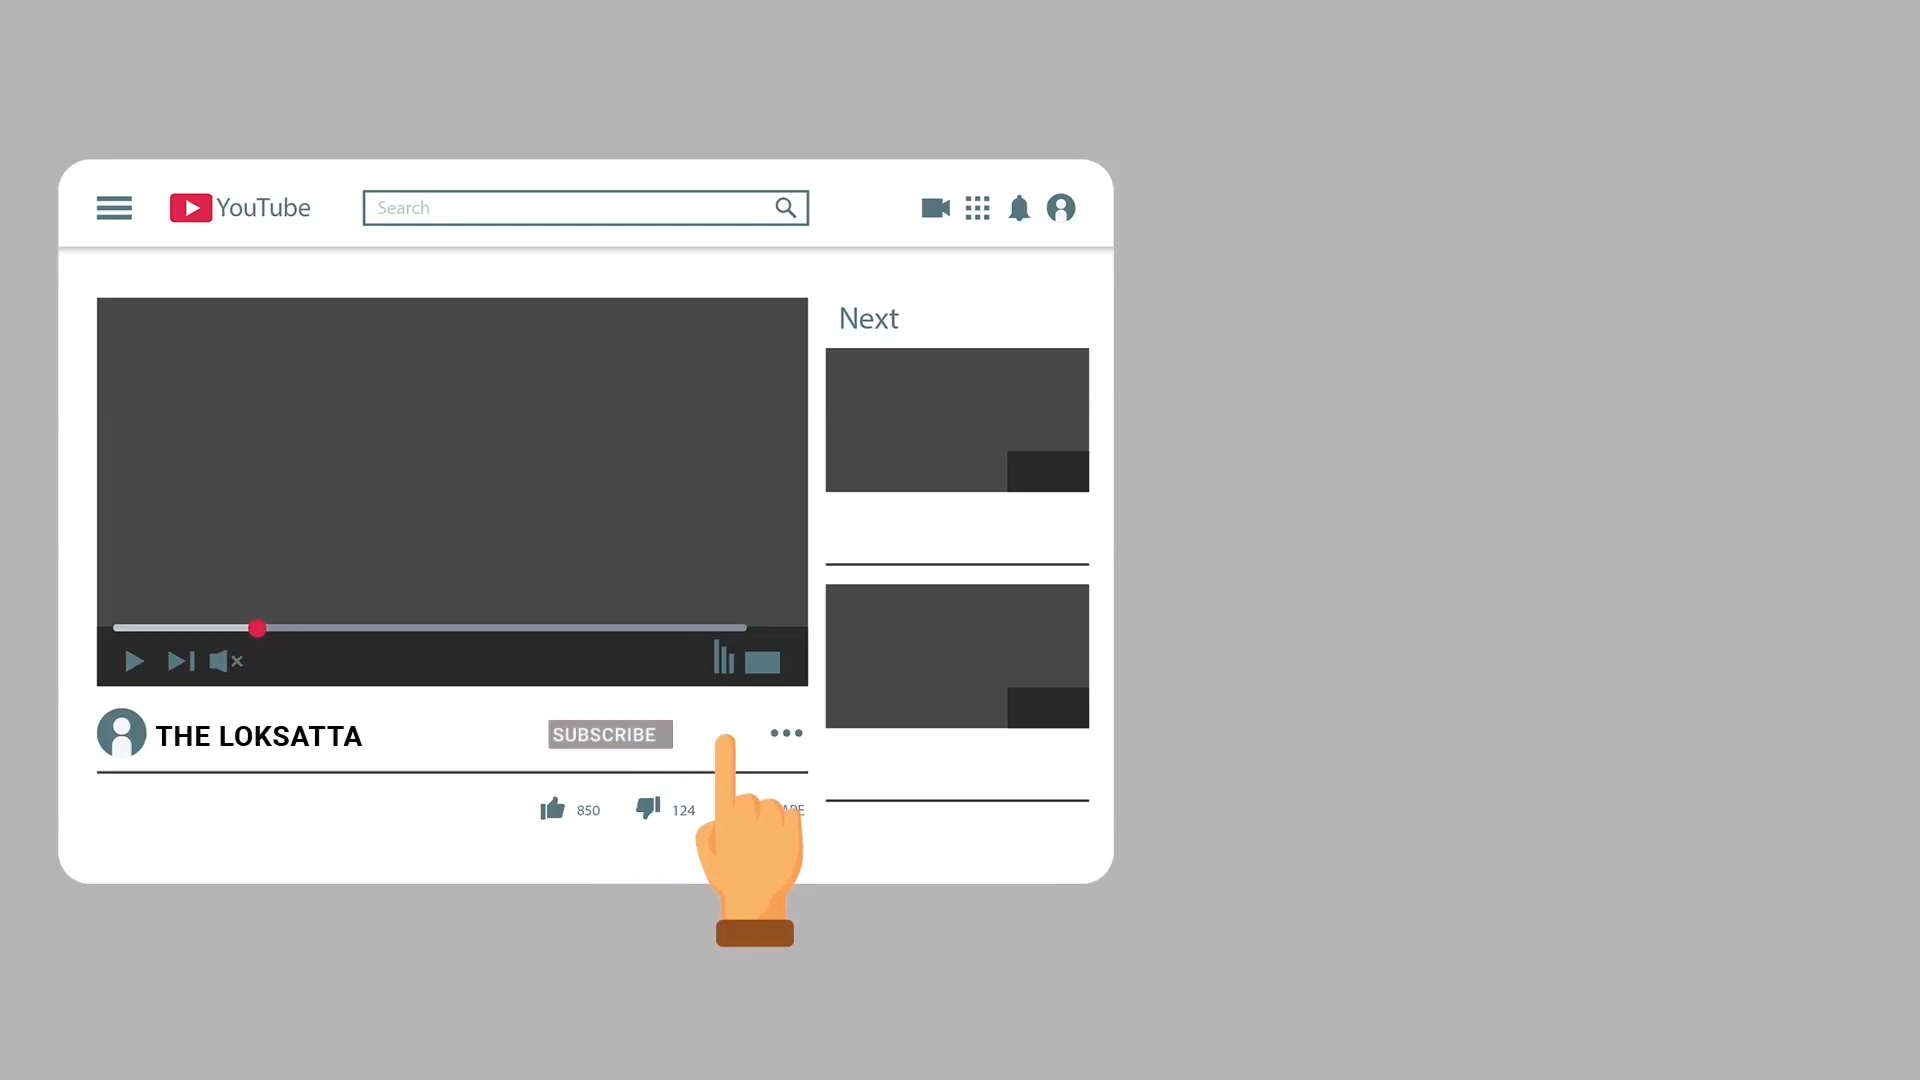 YouTube
Search
Next
THE LOKSATTA
SUBSCRIBE
850
124